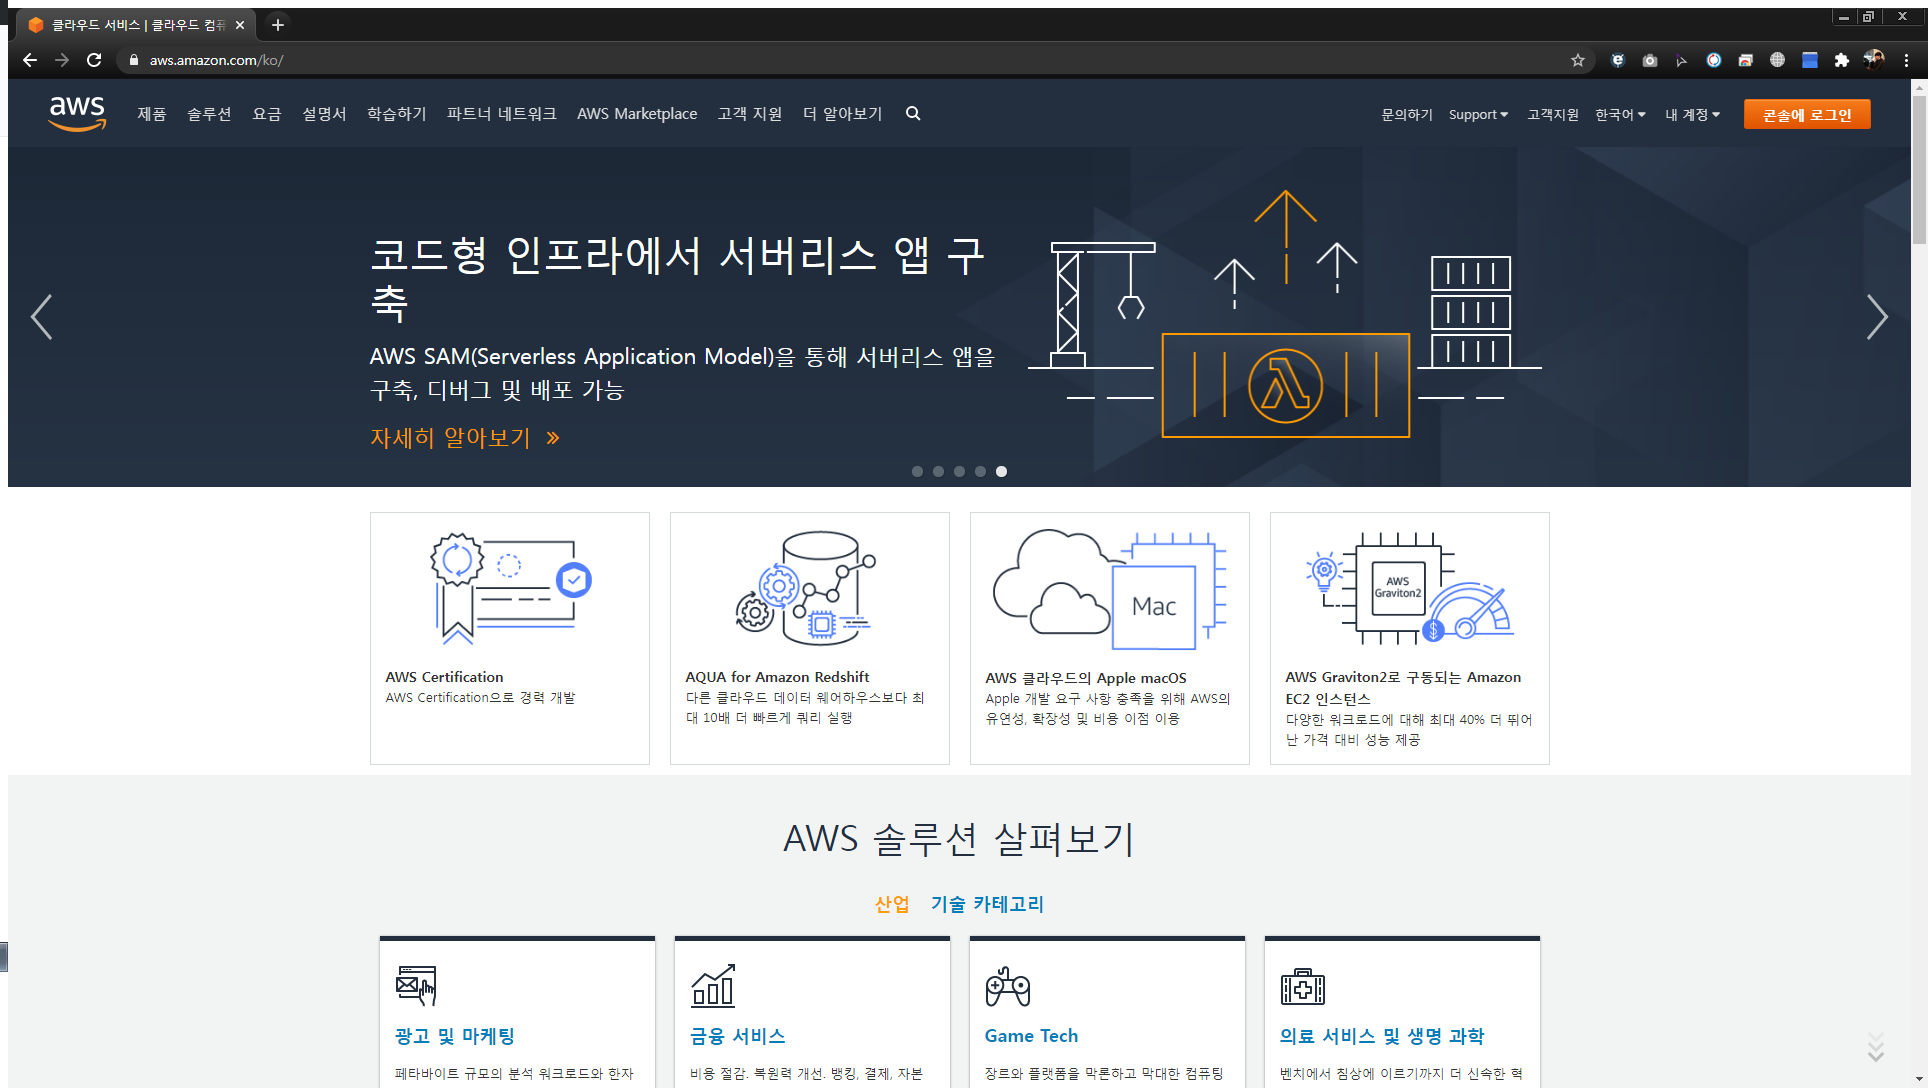 클라우드 서비스 | 클라우드 컴퓨
aws.amazon.com/ko/
aws
제품 솔루션 요금 설명서 학습하기 파트너 네트워크 AWS Marketplace 고객 지원 더 알아보기
문의하기 Support 고객지원 한국어 내 계정 콘솔에 로그인
코드형 인프라에서 서버리스 앱 구
축
AWS SAM(Serverless Application Model)을 통해 서버리스 앱을
구축, 디버그 및 배포 가능
자세히 알아보기 »
AWS Certification
AWS Certification으로 경력 개발
AQUA for Amazon Redshift
다른 클라우드 데이터 웨어하우스보다 최
대 10배 더 빠르게 쿼리 실행
Mac
AWS 클라우드의 Apple macOS
Apple 개발 요구 사항 충족을 위해 AWS의
유연성, 확장성 및 비용 이점 이용
AWS
Graviton2
AWS Graviton2로 구동되는 Amazon
EC2 인스턴스
다양한 워크로드에 대해 최대 40% 더 뛰어
난 가격 대비 성능 제공
AWS 솔루션 살펴보기
산업 기술 카테고리
광고 및 마케팅
페타바이트 규모의 분석 워크로드와 한자
금융 서비스
비용 절감. 복원력 개선. 뱅킹, 결제, 자본
Game Tech
장르와 플랫폼을 막론하고 막대한 컴퓨팅
의료 서비스 및 생명 과학
벤치에서 침상에 이르기까지 더 신속한 혁